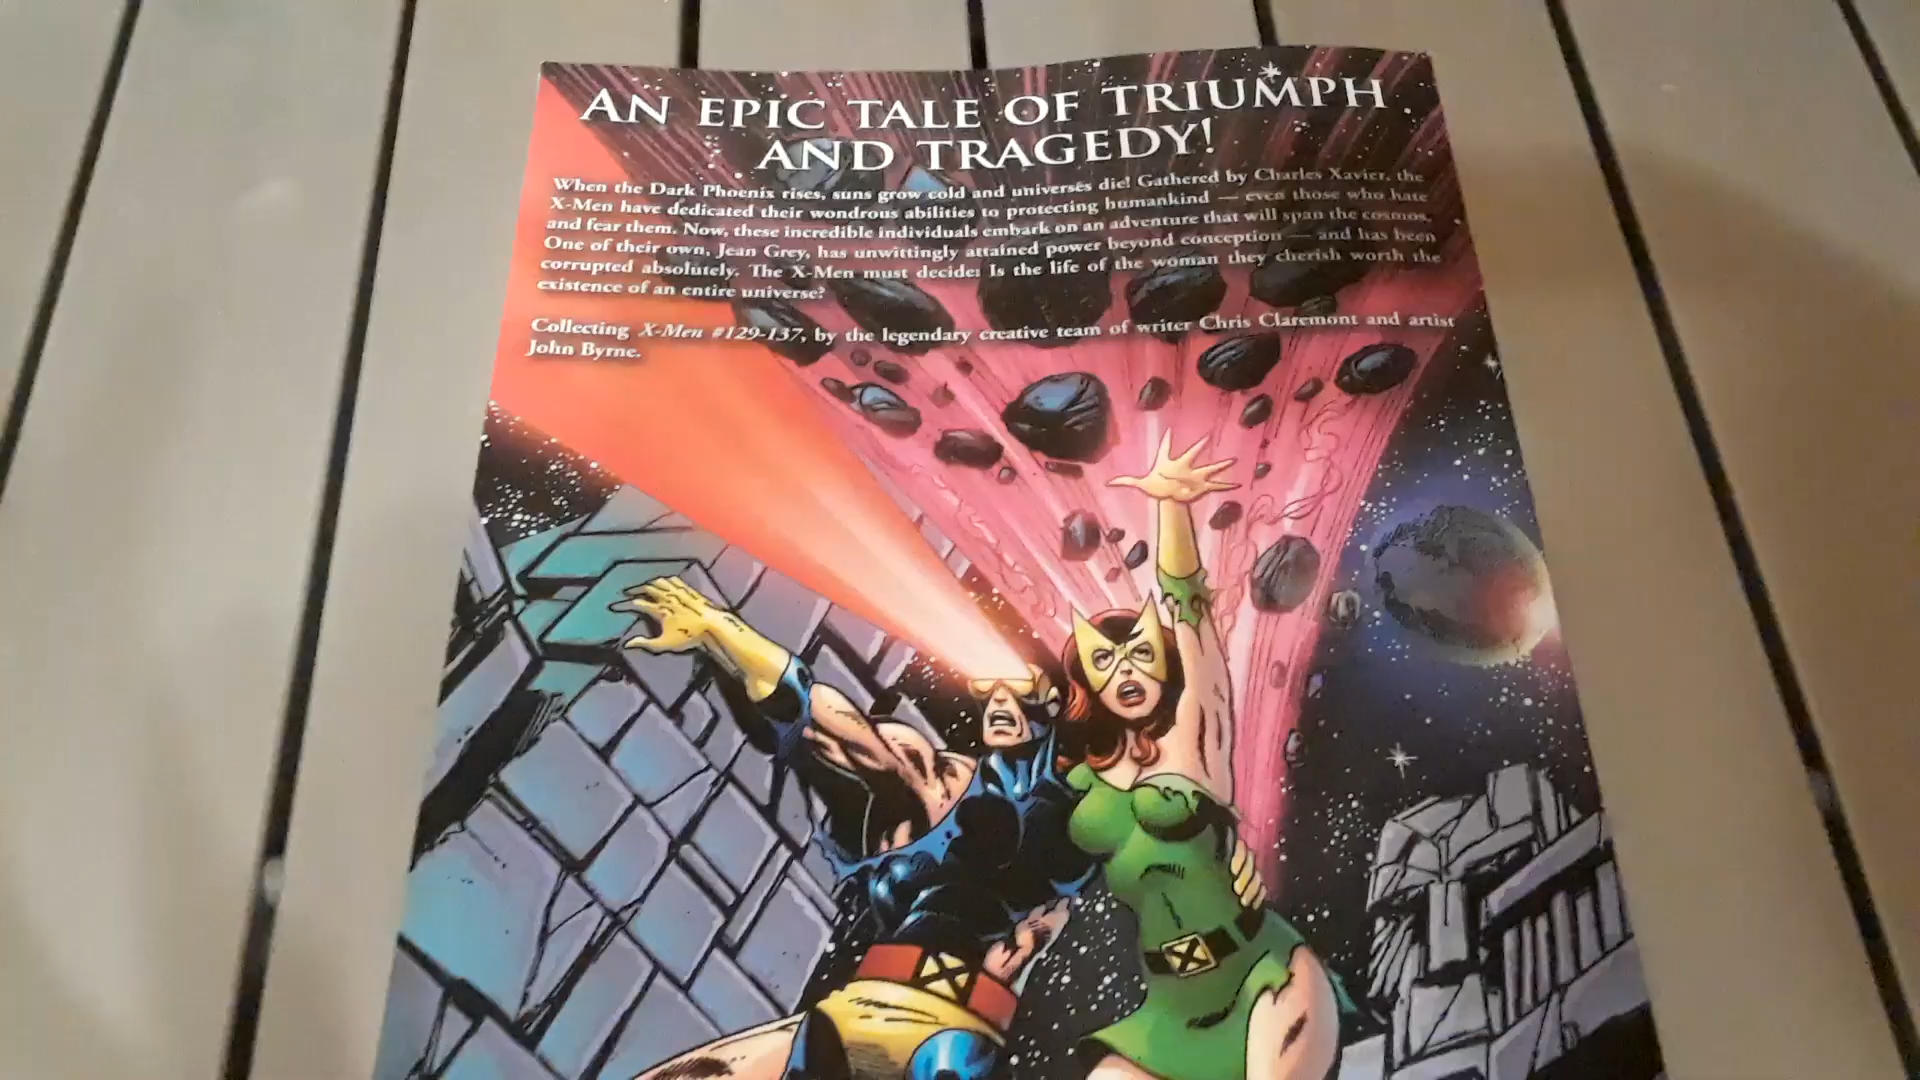 AN EPIC TALE OF TRIUMPH
AND TRAGEDY!
When the Dark Phoenix rises, suns grow cold and universes die! Gathered by Charles Xavier, the
X-Men have dedicated their wondrous abilities to protecting humankind — even those who hate
and fear them. Now, these incredible individuals embark on an adventure that will span the cosmos.
One of their own, Jean Grey, has unwittingly attained power beyond conception — and has been
corrupted absolutely. The X-Men must decide: Is the life of the woman they cherish worth the
existence of an entire universe?
Collecting X-Men #129-137, by the legendary creative team of writer Chris Claremont and artist
John Byrne.